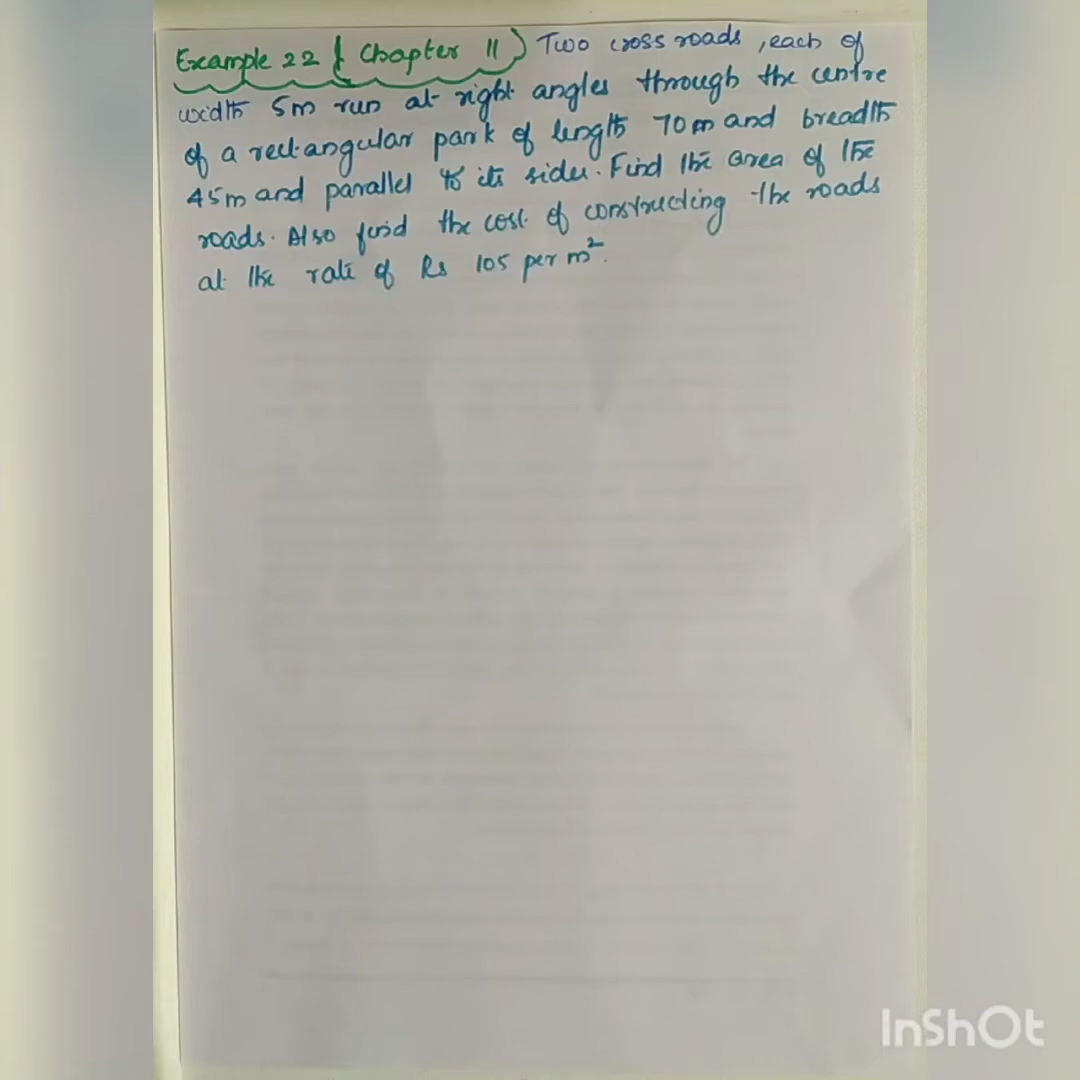 Example 22 { Chapter 11) Two cross roads, each of
width 5m run at right angles through the centre
of a rectangular park of length 70m and breadth
45m and parallel to its sides. Find the area of the
roads. Also find the cost of constructing the roads
at the rate of Rs 105 per m².
InShOt